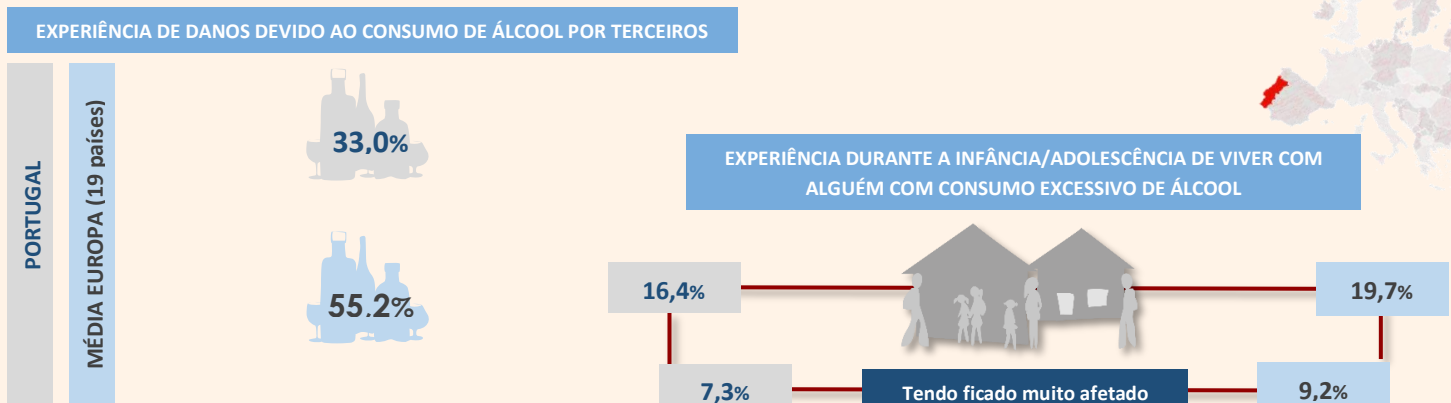 EXPERIÊNCIA DE DANOS DEVIDO AO CONSUMO DE ÁLCOOL POR TERCEIROS
PORTUGAL
MÉDIA EUROPA (19 países)
33,0%
55.2%
EXPERIÊNCIA DURANTE A INFÂNCIA/ADOLESCÊNCIA DE VIVER COM
ALGUÉM COM CONSUMO EXCESSIVO DE ÁLCOOL
16,4%
19,7%
7,3%
Tendo ficado muito afetado
9,2%